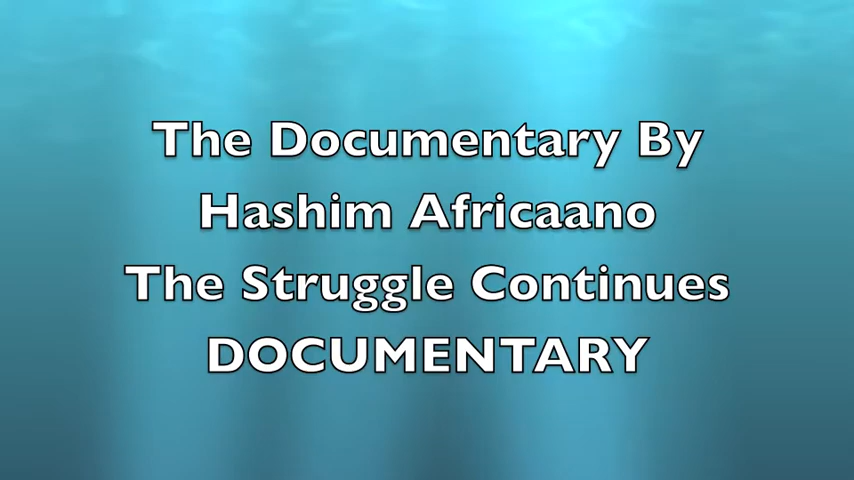 The Documentary By
Hashim Africaano
The Struggle Continues
DOCUMENTARY